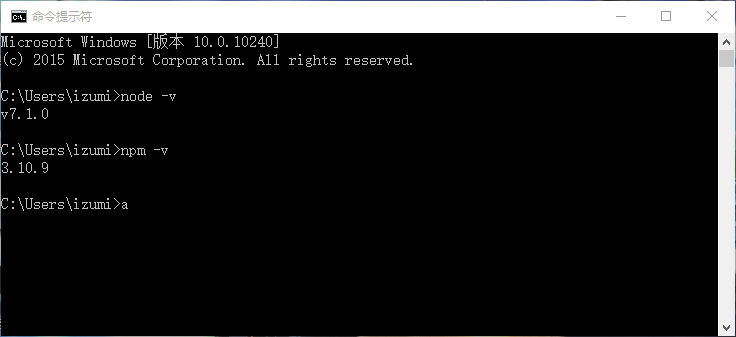 命令提示符
Microsoft Windows [版本 10.0.10240]
(c) 2015 Microsoft Corporation. All rights reserved.
C:\Users\izumi>node -v
v7.1.0
C:\Users\izumi>npm -v
3.10.9
C:\Users\izumi>a